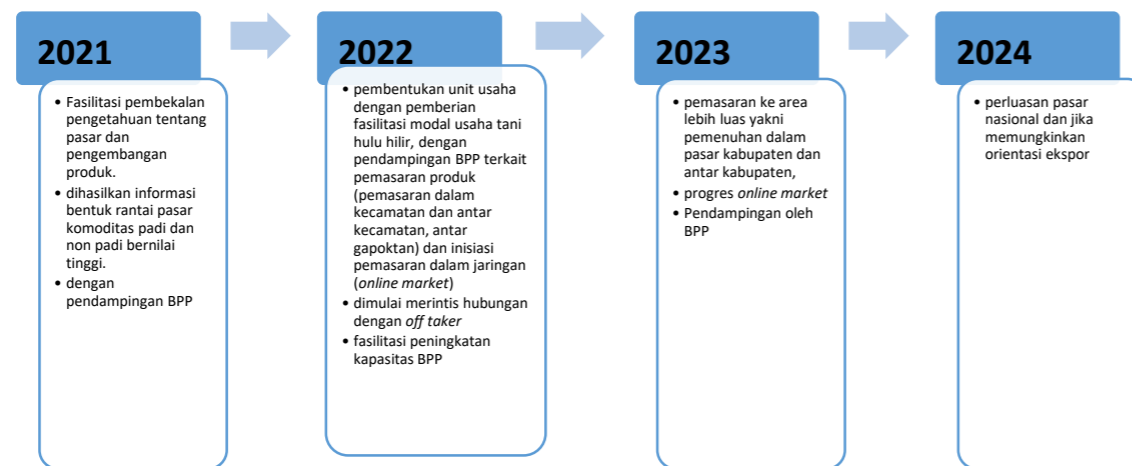 2021
• Fasilitasi pembekalan
pengetahuan tentang
pasar dan
pengembangan
produk.
• dihasilkan informasi
bentuk rantai pasar
komoditas padi dan
non padi bernilai
tinggi.
• dengan
pendampingan BPP
2022
• pembentukan unit usaha
dengan pemberian
fasilitasi modal usaha tani
hulu hilir, dengan
pendampingan BPP terkait
pemasaran produk
(pemasaran dalam
kecamatan dan antar
kecamatan, antar
gapoktan) dan inisiasi
pemasaran dalam jaringan
(online market)
• dimulai merintis hubungan
dengan off taker
• fasilitasi peningkatan
kapasitas BPP
2023
• pemasaran ke area
lebih luas yakni
pemenuhan dalam
pasar kabupaten dan
antar kabupaten,
• progres online market
• Pendampingan oleh
BPP
2024
• perluasan pasar
nasional dan jika
memungkinkan
orientasi ekspor